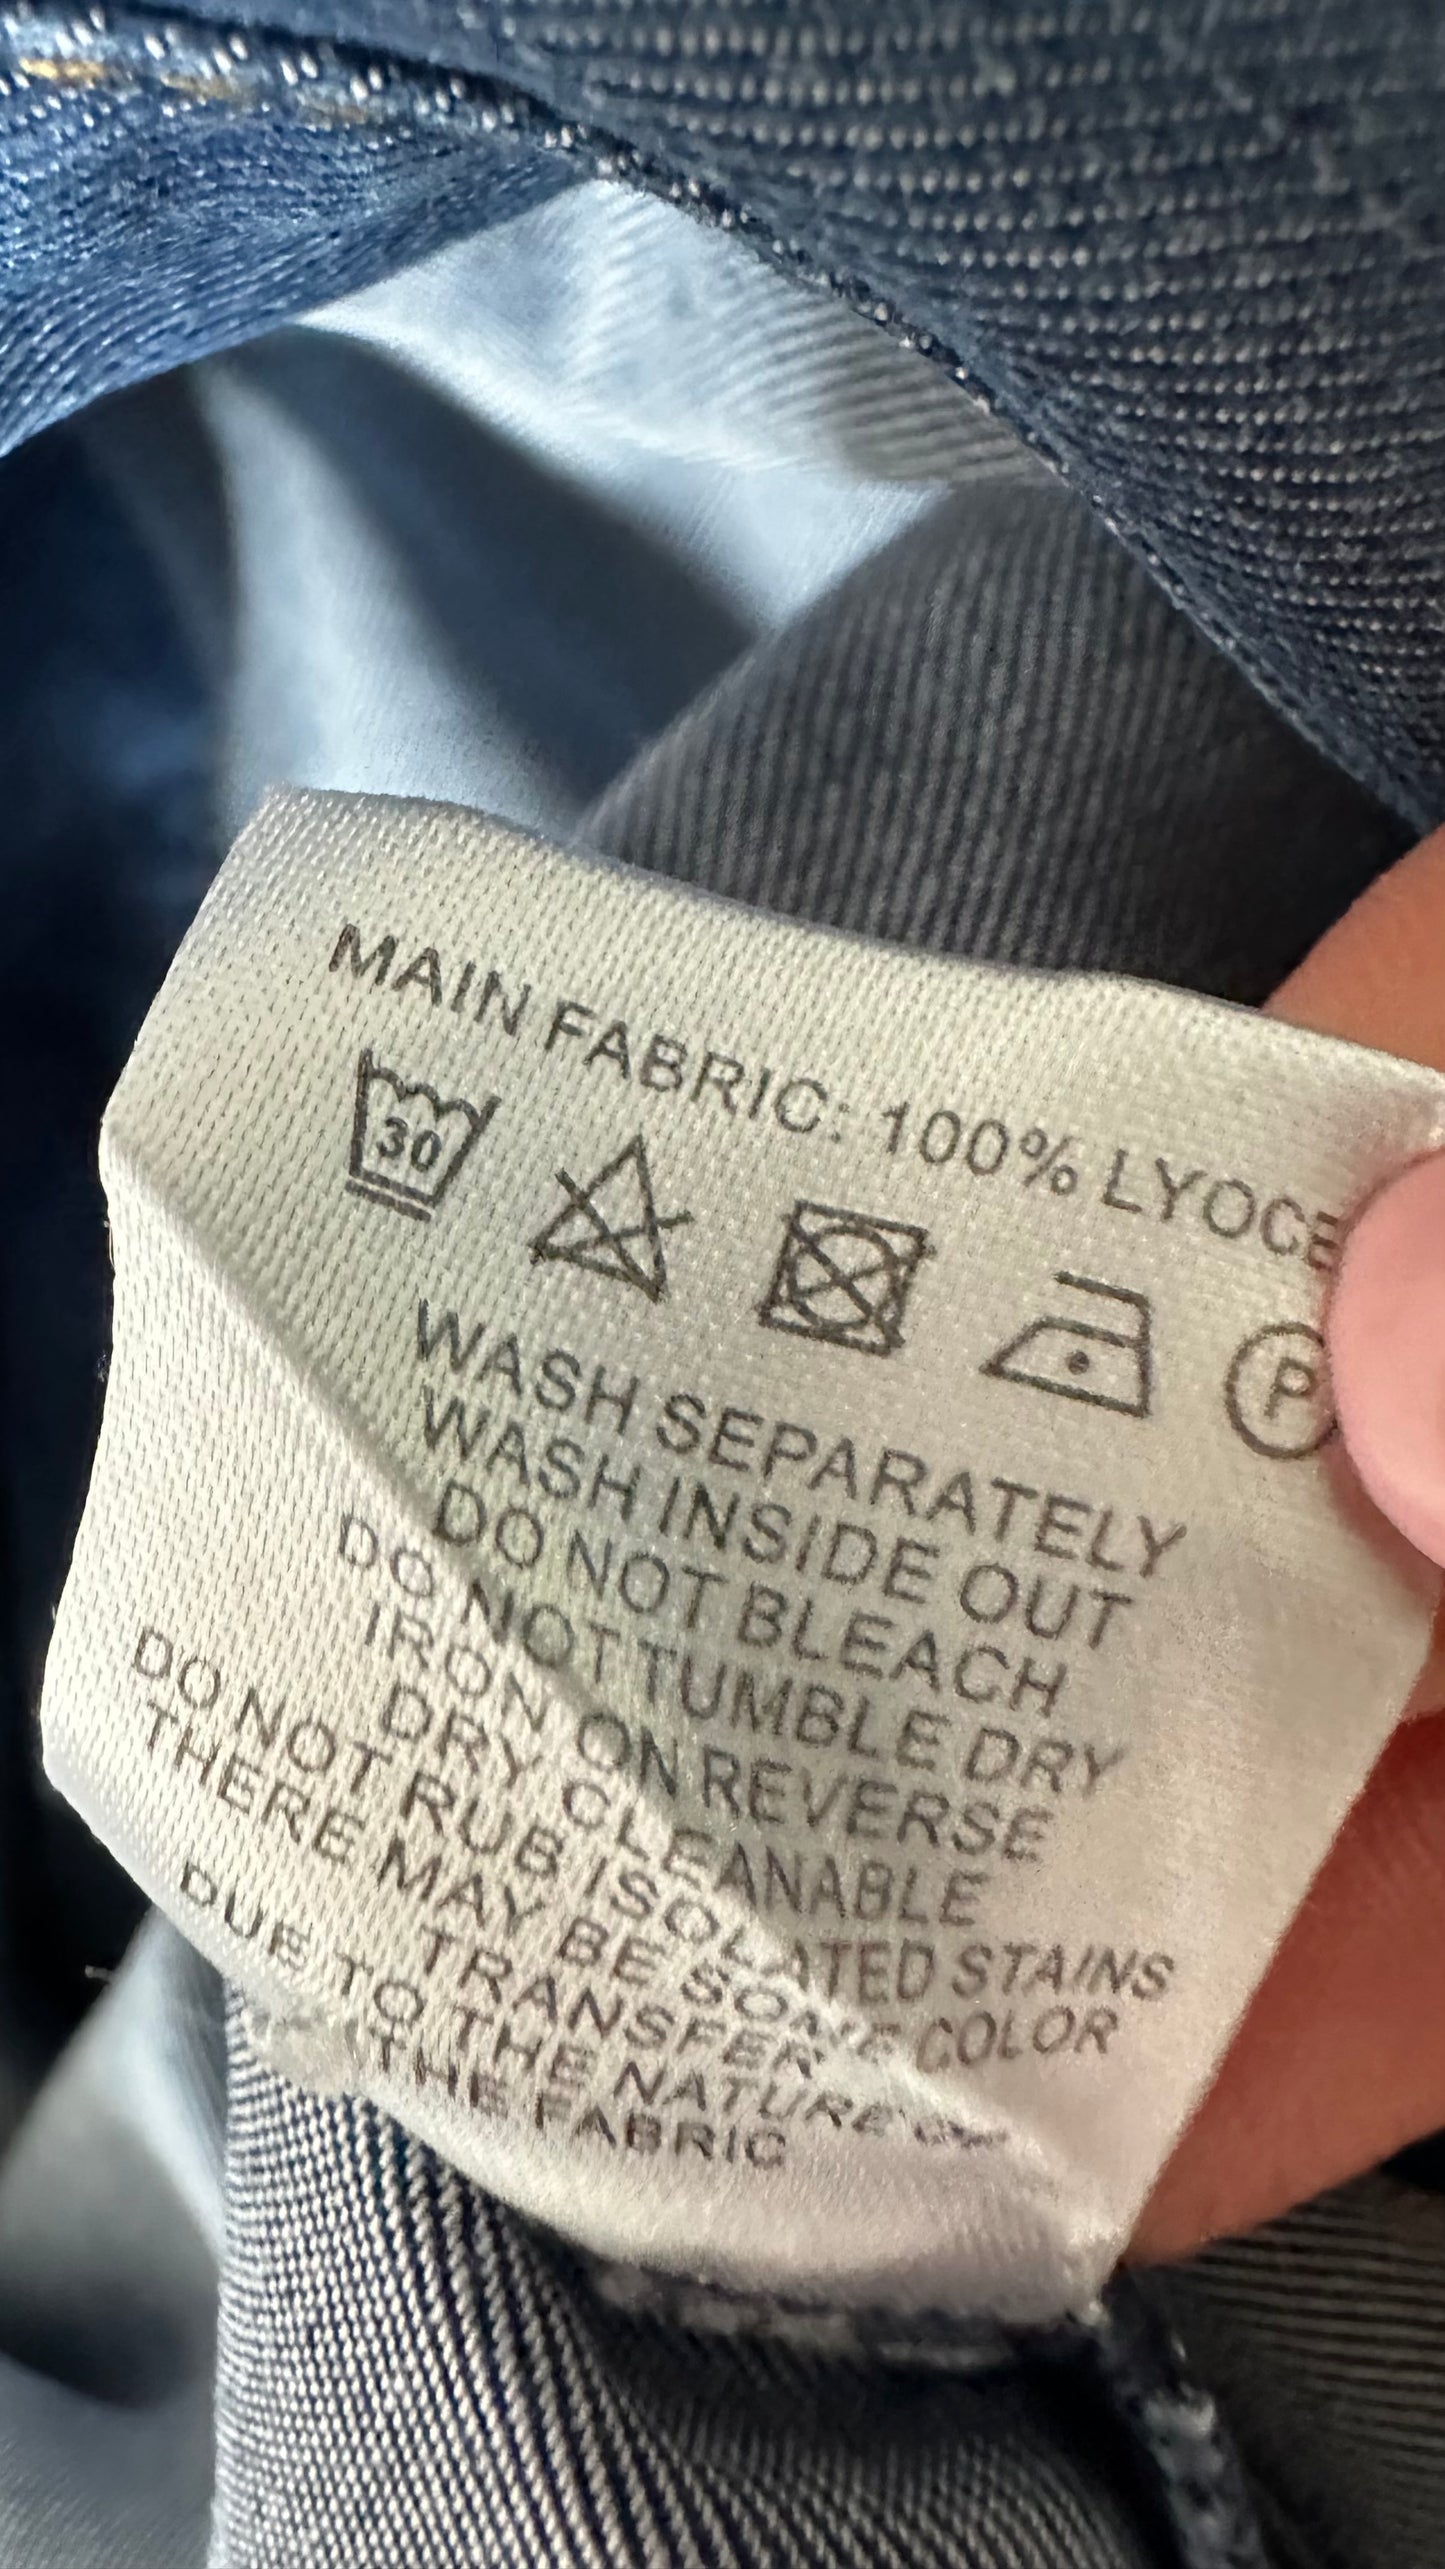 MAIN FABRIC: 100% LYOCE
30
P
WASH SEPARATELY
WASH INSIDE OUT
DO NOT BLEACH
DO NOT TUMBLE DRY
IRON ON REVERSE
DRY CLEANABLE
DO NOT RUB ISOLATED STAINS
THERE MAY BE SOME COLOR
TRANSFER
DUE TO THE NATURE OF
THE FABRIC